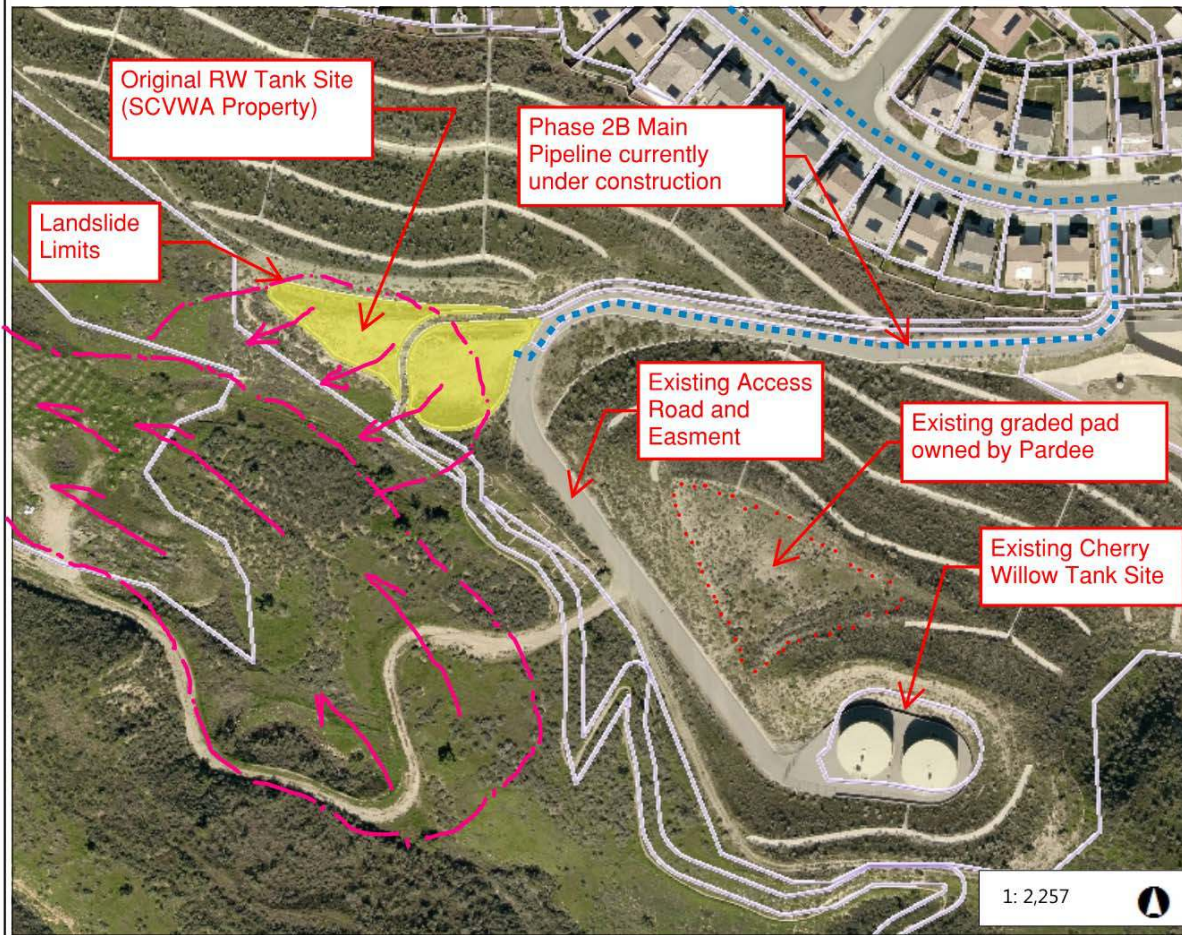 Original RW Tank Site
(SCVWA Property)
Phase 2B Main
Pipeline currently
under construction
Landslide
Limits
Existing Access
Road and
Easment
Existing graded pad
owned by Pardee
Existing Cherry
Willow Tank Site
1: 2,257